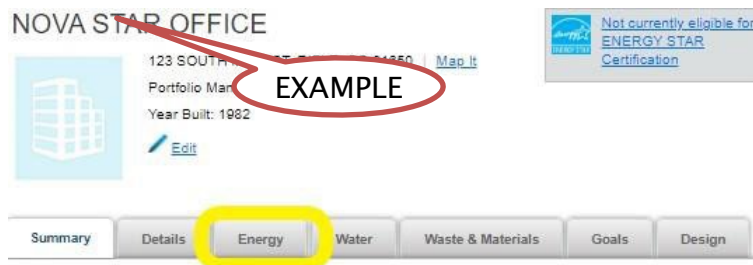 NOVA STAR OFFICE
Not currently eligible for
ENERGY STAR
Certification
123 SOUTH | Map It
EXAMPLE
Portfolio
Year Built: 1982
Edit
Summary Details Energy Water Waste & Materials Goals Design